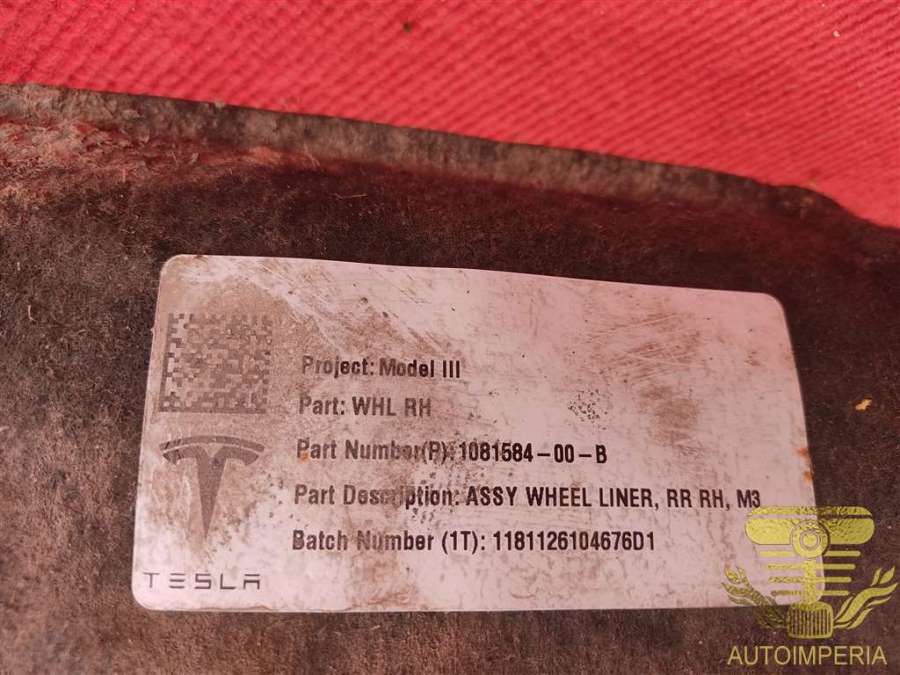 Project: Model III
Part: WHL RH
Part Number(P): 1081584-00-B
Part Description: ASSY WHEEL LINER, RR RH, M3
Batch Number (1T): 1181126104676D1
TESLA
AUTOIMPERIA